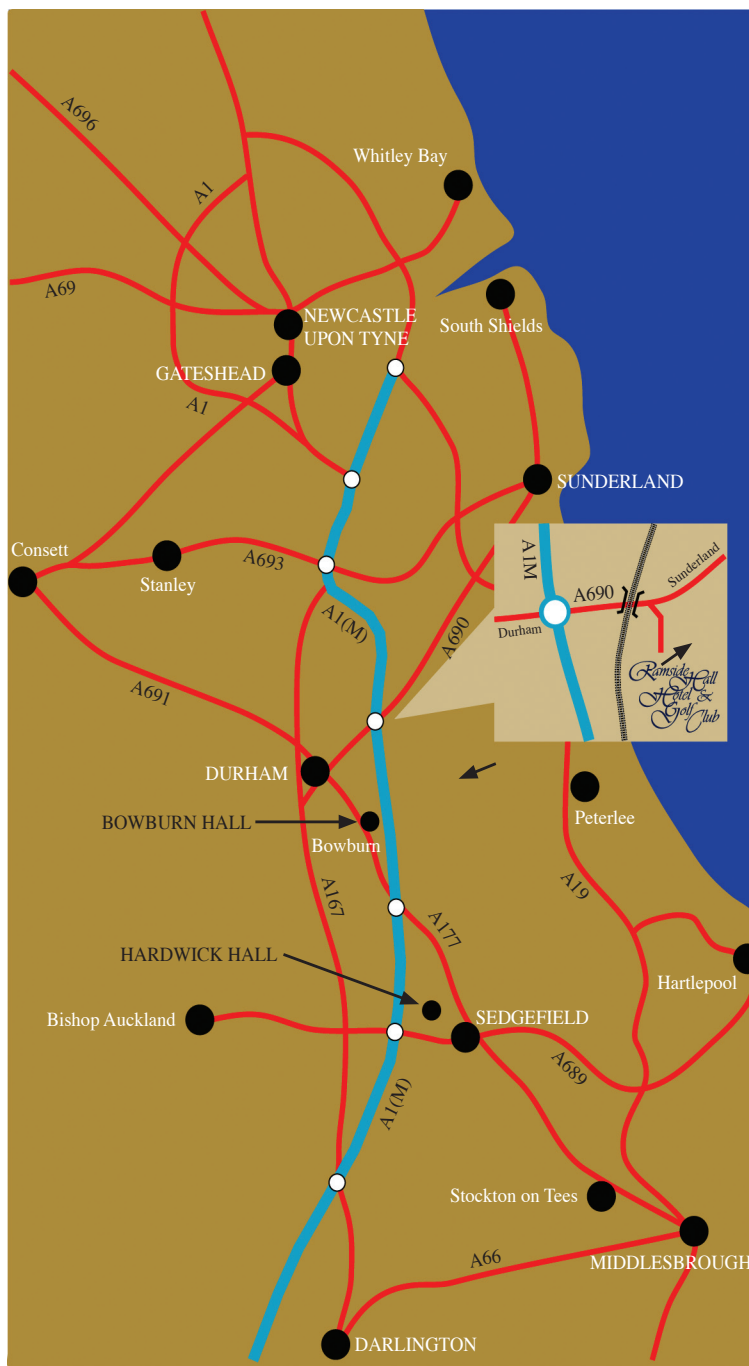 A696
Whitley Bay
A1
A69
NEWCASTLE
UPON TYNE
South Shields
GATESHEAD
A1
SUNDERLAND
Consett
Stanley
A693
A1(M)
A690
A1M
A690
Sunderland
Durham
Ramside
Hall
Hotel &
Golf
Club
A691
DURHAM
BOWBURN HALL
Bowburn
Peterlee
A19
A167
A177
HARDWICK HALL
Hartlepool
Bishop Auckland
SEDGEFIELD
A689
A1(M)
Stockton on Tees
A66
MIDDLESBROUGH
DARLINGTON